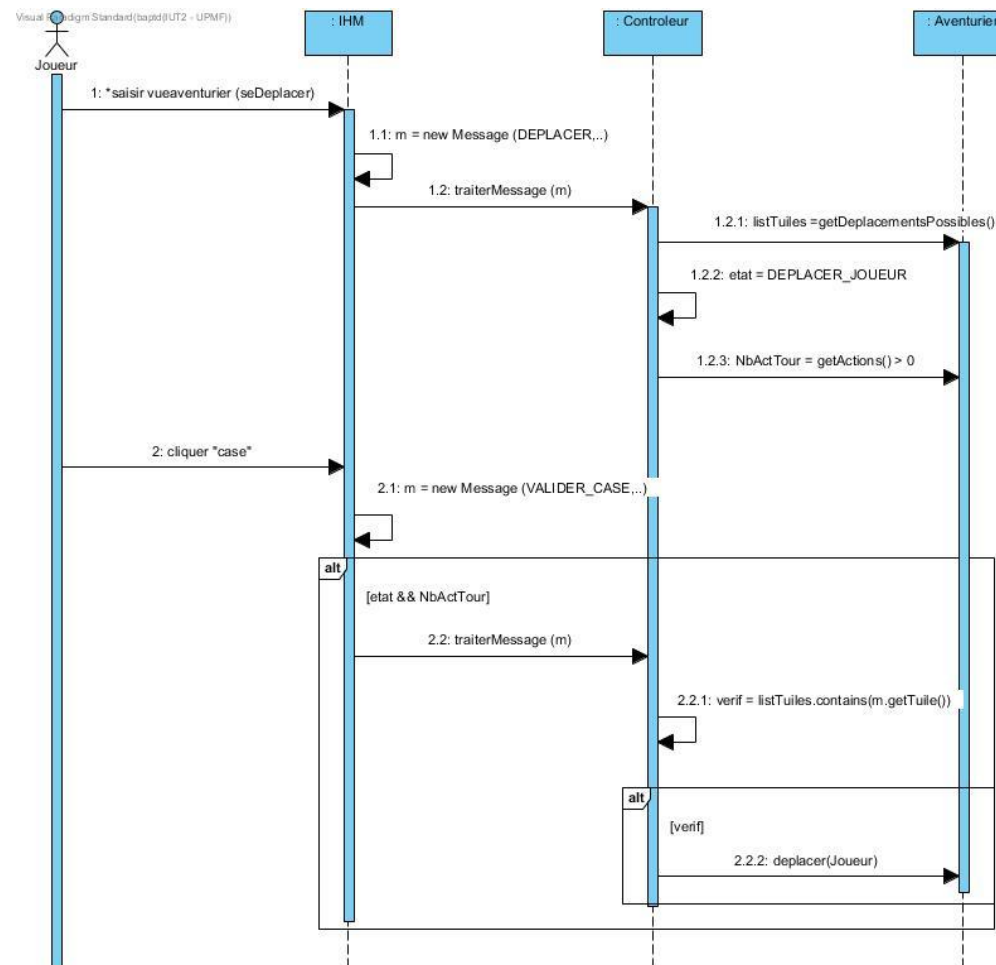 Visual Paradigm Standard(baptd(IUT2 - UPMF))
: IHM
: Controleur
: Aventurier
Joueur
1: *saisir vueaventurier (seDeplacer)
1.1: m = new Message (DEPLACER,..)
1.2: traiterMessage (m)
1.2.1: listTuiles =getDeplacementsPossibles()
1.2.2: etat = DEPLACER_JOUEUR
1.2.3: NbActTour = getActions() > 0
2: cliquer "case"
2.1: m = new Message (VALIDER_CASE,..)
alt
[etat && NbActTour]
2.2: traiterMessage (m)
2.2.1: verif = listTuiles.contains(m.getTuile())
alt
[verif]
2.2.2: deplacer(Joueur)